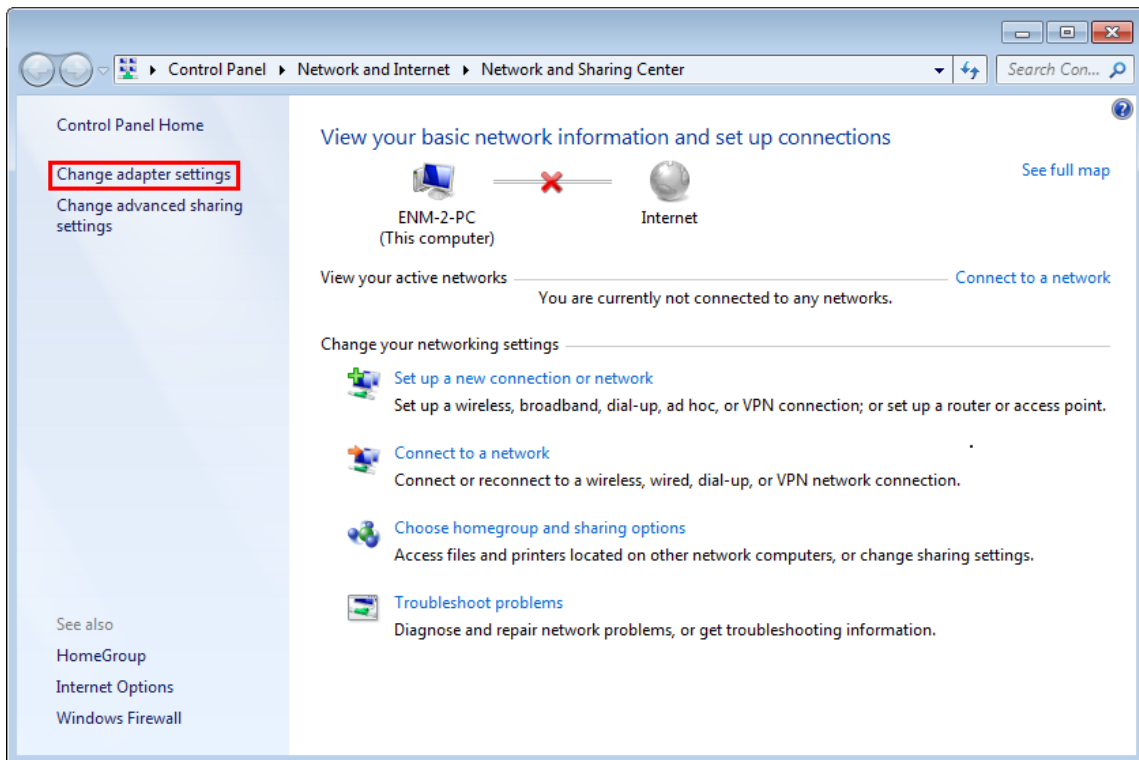 Control Panel Network and Internet Network and Sharing Center Search Con...
Control Panel Home
Change adapter settings
Change advanced sharing
settings
See also
HomeGroup
Internet Options
Windows Firewall
View your basic network information and set up connections
See full map
ENM-2-PC
(This computer)
Internet
View your active networks
Connect to a network
You are currently not connected to any networks.
Change your networking settings
Set up a new connection or network
Set up a wireless, broadband, dial-up, ad hoc, or VPN connection; or set up a router or access point.
Connect to a network
Connect or reconnect to a wireless, wired, dial-up, or VPN network connection.
Choose homegroup and sharing options
Access files and printers located on other network computers, or change sharing settings.
Troubleshoot problems
Diagnose and repair network problems, or get troubleshooting information.